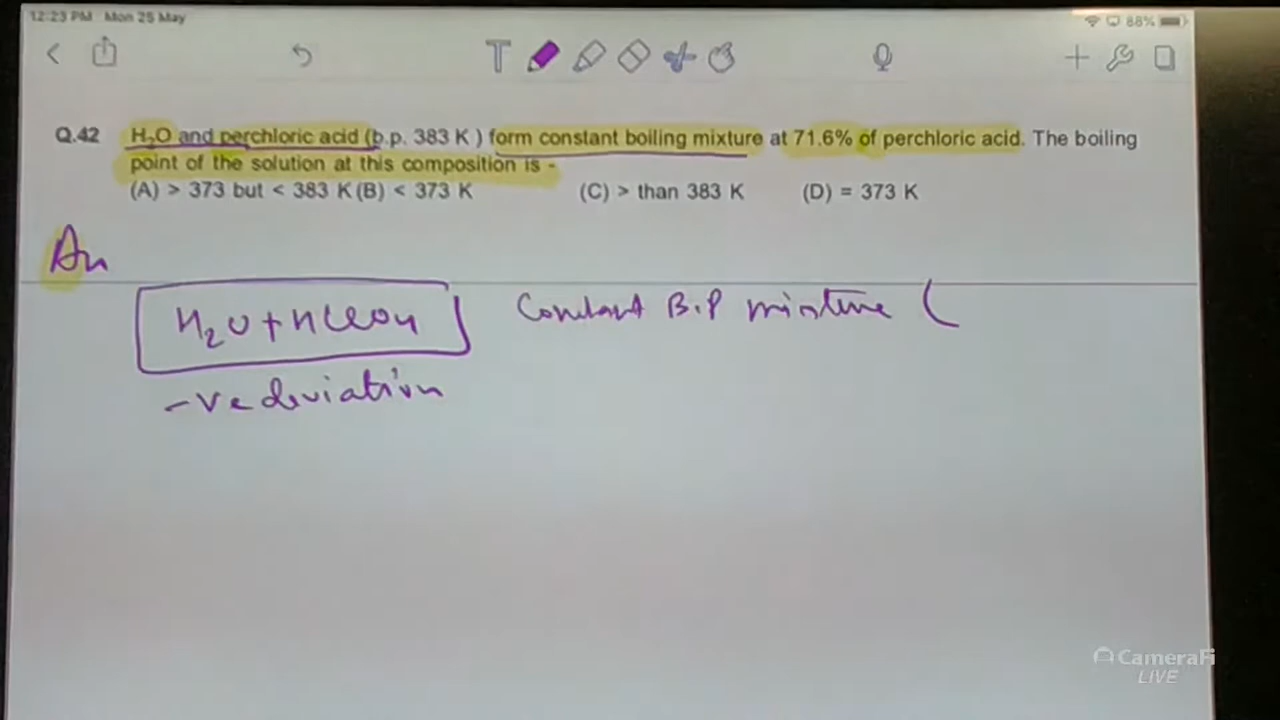 12:23 PM Mon 25 May
88%
T
Q.42 H₂O and perchloric acid (b.p. 383 K ) form constant boiling mixture at 71.6% of perchloric acid. The boiling
point of the solution at this composition is -
(A) > 373 but < 383 K (B) < 373 K (C) > than 383 K (D) = 373 K
An
H₂O + HClO₄ Constant B.P mixture (
-ve deviation
CameraFi
LIVE